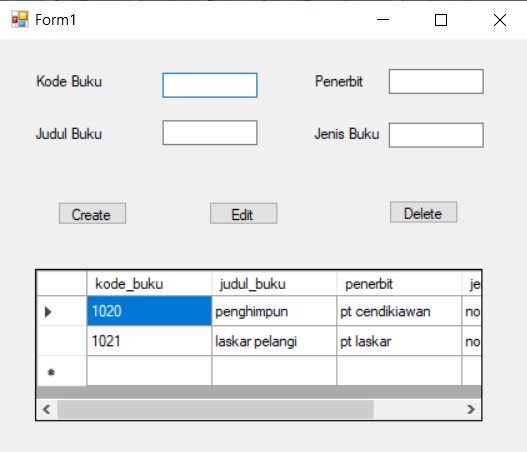 Form1
Kode Buku Penerbit
Judul Buku Jenis Buku
Create Edit Delete
kode_buku judul_buku penerbit
1020 penghimpun pt cendikiawan no
1021 laskar pelangi pt laskar no